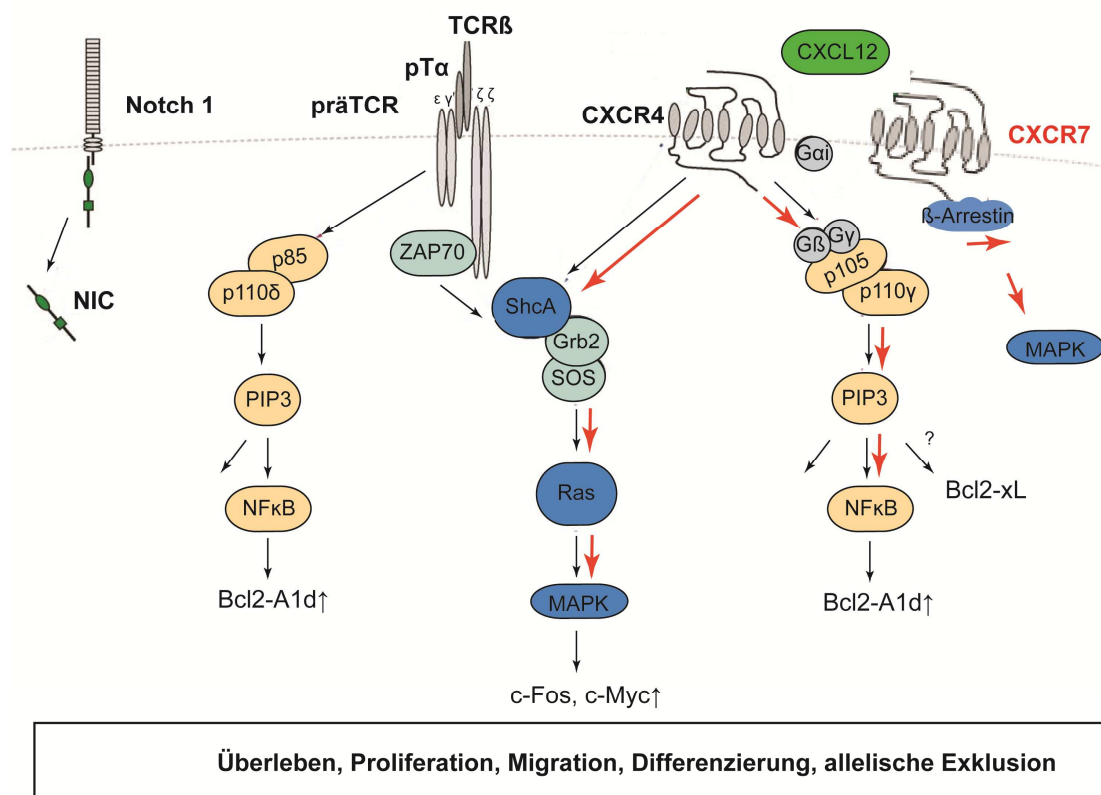 TCRß
CXCL12
pTα
Notch 1
präTCR
ε γ ζ ζ
CXCR4
CXCR7
Gαi
ß-Arrestin
ZAP70
p85
p110δ
NIC
Gß
Gγ
p105
p110γ
ShcA
Grb2
SOS
MAPK
PIP3
PIP3
?
Ras
Bcl2-xL
NFκB
NFκB
Bcl2-A1d↑
MAPK
Bcl2-A1d↑
c-Fos, c-Myc↑
Überleben, Proliferation, Migration, Differenzierung, allelische Exklusion